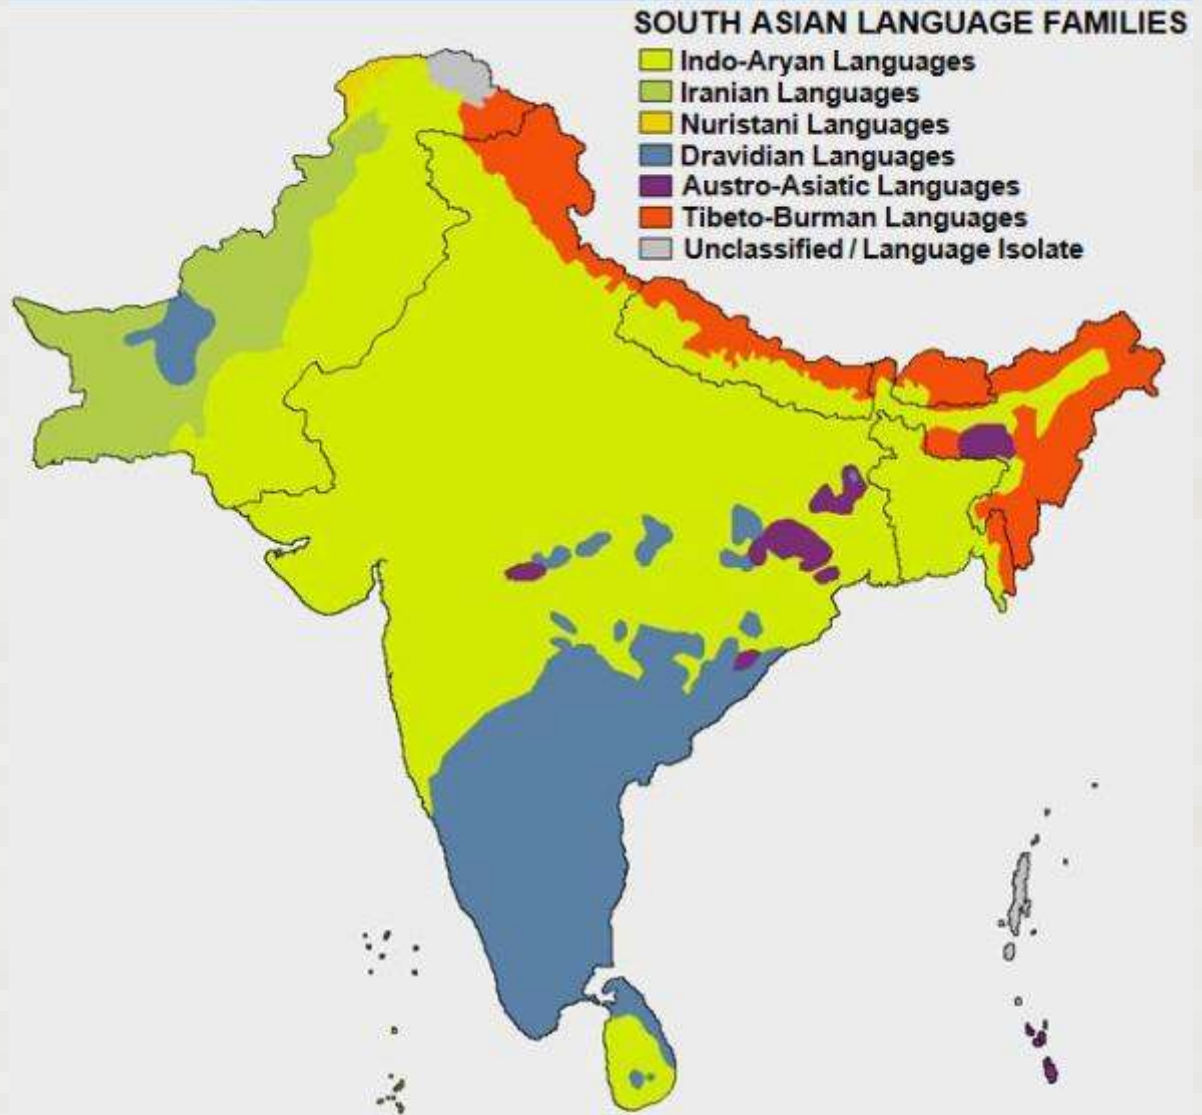 SOUTH ASIAN LANGUAGE FAMILIES
Indo-Aryan Languages
Iranian Languages
Nuristani Languages
Dravidian Languages
Austro-Asiatic Languages
Tibeto-Burman Languages
Unclassified / Language Isolate